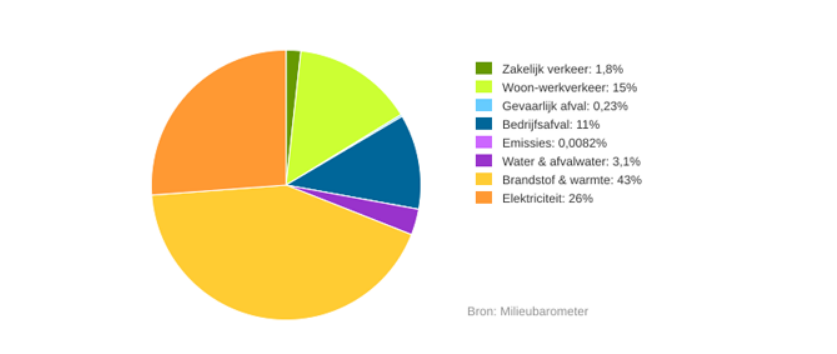 Zakelijk verkeer: 1,8%
Woon-werkverkeer: 15%
Gevaarlijk afval: 0,23%
Bedrijfsafval: 11%
Emissies: 0,0082%
Water & afvalwater: 3,1%
Brandstof & warmte: 43%
Elektriciteit: 26%
Bron: Milieubarometer